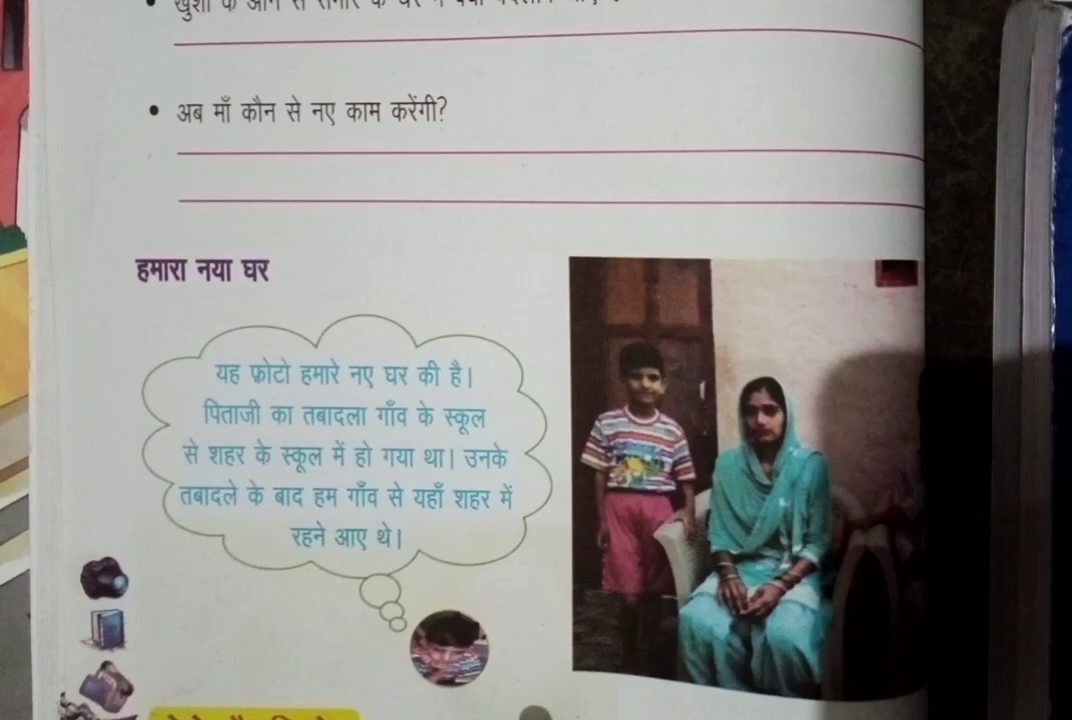 अब माँ कौन से नए काम करेंगी?
हमारा नया घर
यह फ़ोटो हमारे नए घर की है।
पिताजी का तबादला गाँव के स्कूल
से शहर के स्कूल में हो गया था। उनके
तबादले के बाद हम गाँव से यहाँ शहर में
रहने आए थे।